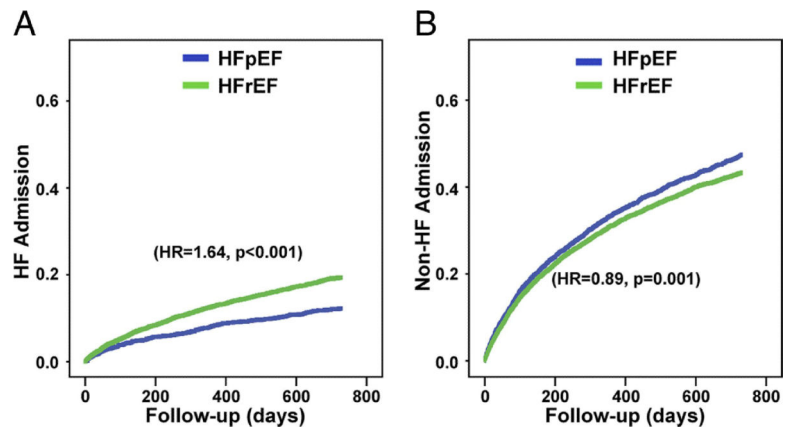 A
HF Admission
0.6
0.4
0.2
0.0
HFpEF
HFrEF
(HR=1.64, p<0.001)
0 200 400 600 800
Follow-up (days)
B
Non-HF Admission
0.6
0.4
0.2
0.0
HFpEF
HFrEF
(HR=0.89, p=0.001)
0 200 400 600 800
Follow-up (days)